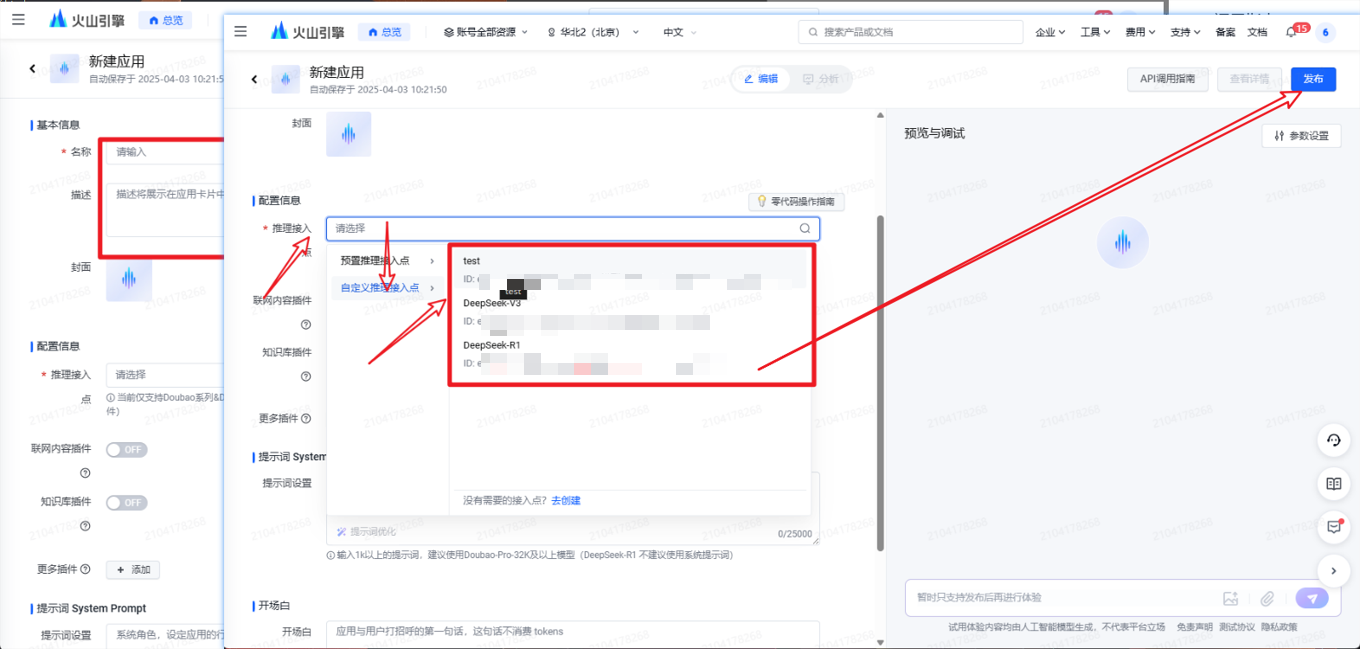 火山引擎
总览
新建应用
自动保存于 2025-04-03 10:21:5
基本信息
* 名称
请输入
描述
描述将展示在应用卡片中
封面
配置信息
* 推理接入点
请选择
当前仅支持Doubao系列&D
件）
联网内容插件
OFF
知识库插件
OFF
更多插件
+ 添加
提示词 System Prompt
提示词设置
系统角色，设定应用的行
火山引擎
总览
账号全部资源
华北2（北京）
中文
搜索产品或文档
企业
工具
费用
支持
备案
文档
15
6
新建应用
自动保存于 2025-04-03 10:21:50
编辑
分析
API调用指南
查看详情
发布
封面
配置信息
零代码操作指南
* 推理接入点
请选择
预置推理接入点
自定义推理接入点
test
ID: e
test
DeepSeek-V3
ID: e
DeepSeek-R1
ID: e
没有需要的接入点？去创建
联网内容插件
知识库插件
更多插件
提示词 System
提示词设置
提示词优化
0/25000
输入1k以上的提示词，建议使用Doubao-Pro-32K及以上模型（DeepSeek-R1 不建议使用系统提示词）
开场白
开场白
应用与用户打招呼的第一句话，这句话不消费 tokens
预览与调试
参数设置
暂时只支持发布后再进行体验
试用体验内容均由人工智能模型生成，不代表平台立场 免责声明 测试协议 隐私政策
2104178268